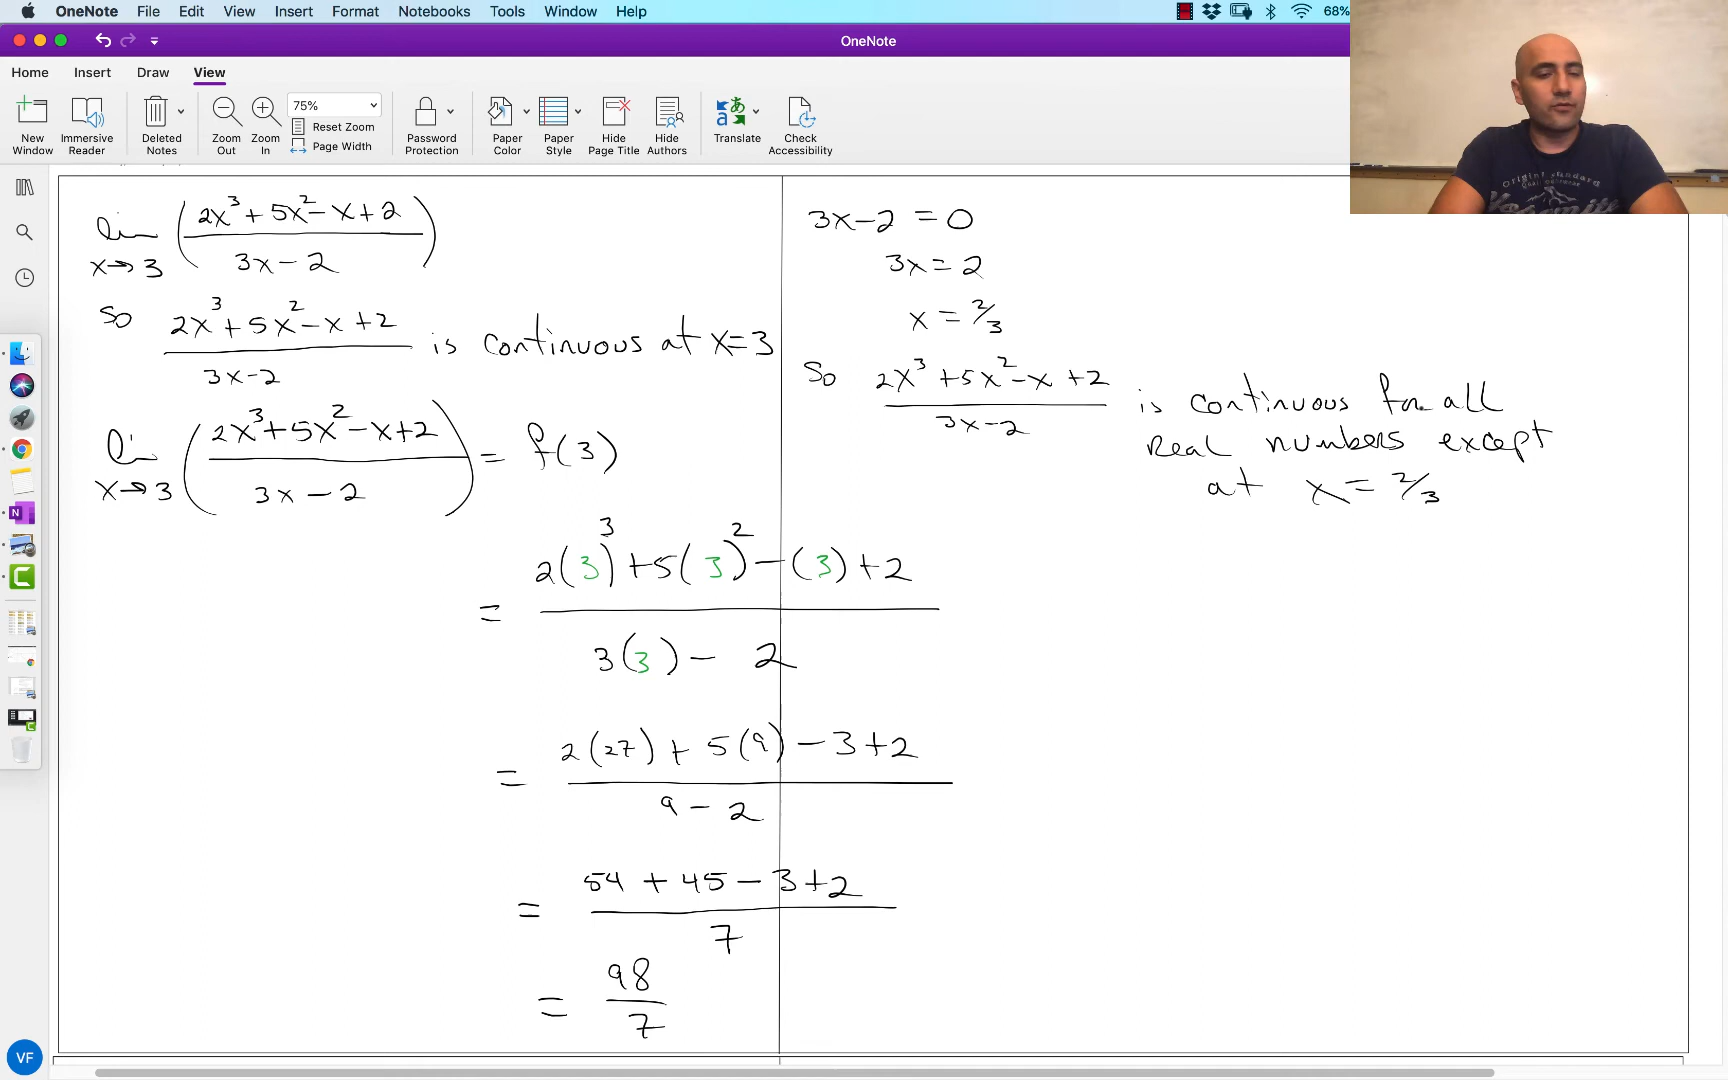 OneNote File Edit View Insert Format Notebooks Tools Window Help 68%
OneNote
Home Insert Draw View
75%
Reset Zoom
Page Width
New Window
Immersive Reader
Deleted Notes
Zoom Out
Zoom In
Password Protection
Paper Color
Paper Style
Hide Page Title
Hide Authors
Translate
Check Accessibility
Original Standard
lim x→3 ( (2x³ + 5x² − x + 2) / (3x − 2) )
So (2x³ + 5x² − x + 2) / (3x − 2) is continuous at x = 3
lim x→3 ( (2x³ + 5x² − x + 2) / (3x − 2) ) = f(3)
= (2(3)³ + 5(3)² − (3) + 2) / (3(3) − 2)
= (2(27) + 5(9) − 3 + 2) / (9 − 2)
= (54 + 45 − 3 + 2) / 7
= 98 / 7
3x − 2 = 0
3x = 2
x = 2/3
So (2x³ + 5x² − x + 2) / (3x − 2) is continuous for all
Real numbers except
at x = 2/3
VF